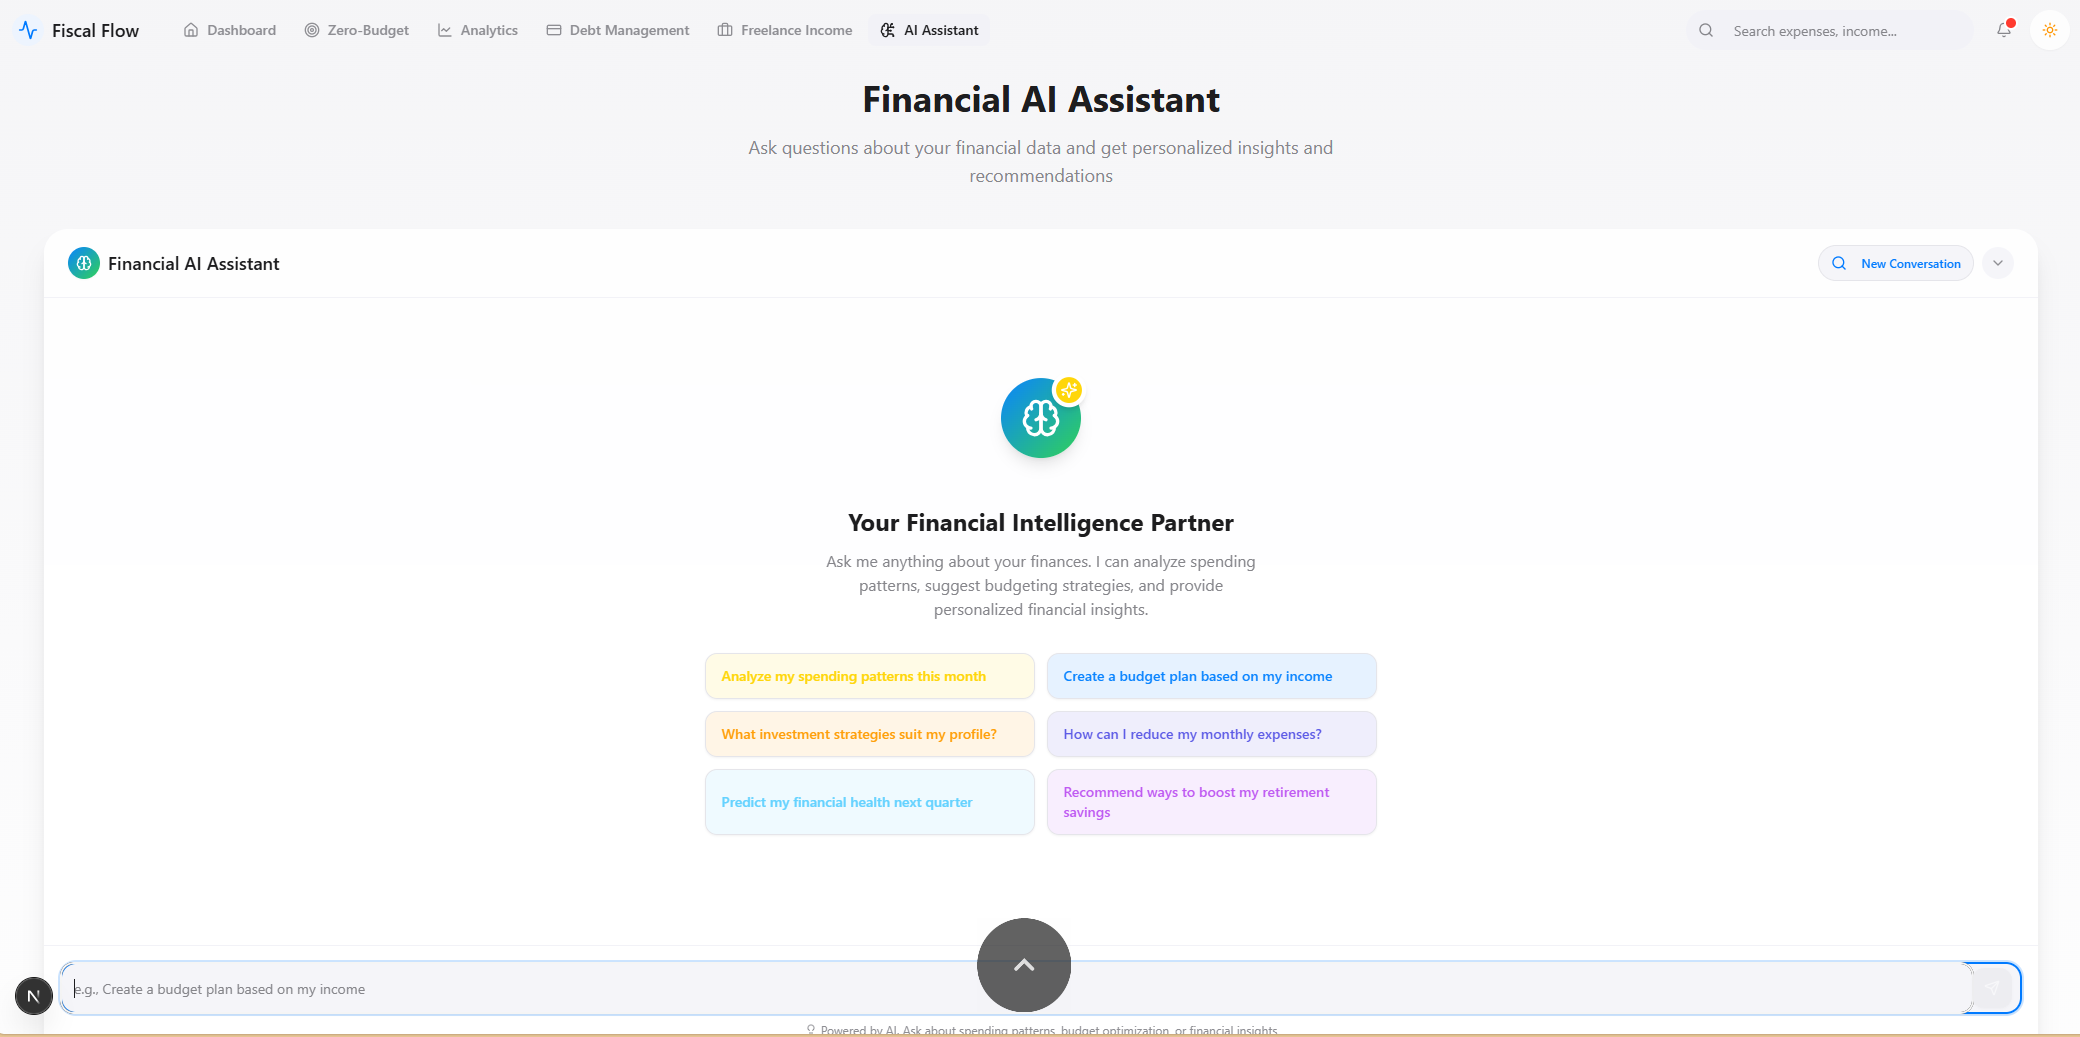 Fiscal Flow
Dashboard
Zero-Budget
Analytics
Debt Management
Freelance Income
AI Assistant
Search expenses, income...
Financial AI Assistant
Ask questions about your financial data and get personalized insights and
recommendations
Financial AI Assistant
New Conversation
Your Financial Intelligence Partner
Ask me anything about your finances. I can analyze spending
patterns, suggest budgeting strategies, and provide
personalized financial insights.
Analyze my spending patterns this month
Create a budget plan based on my income
What investment strategies suit my profile?
How can I reduce my monthly expenses?
Predict my financial health next quarter
Recommend ways to boost my retirement
savings
N
e.g., Create a budget plan based on my income
Powered by AI. Ask about spending patterns, budget optimization, or financial insights